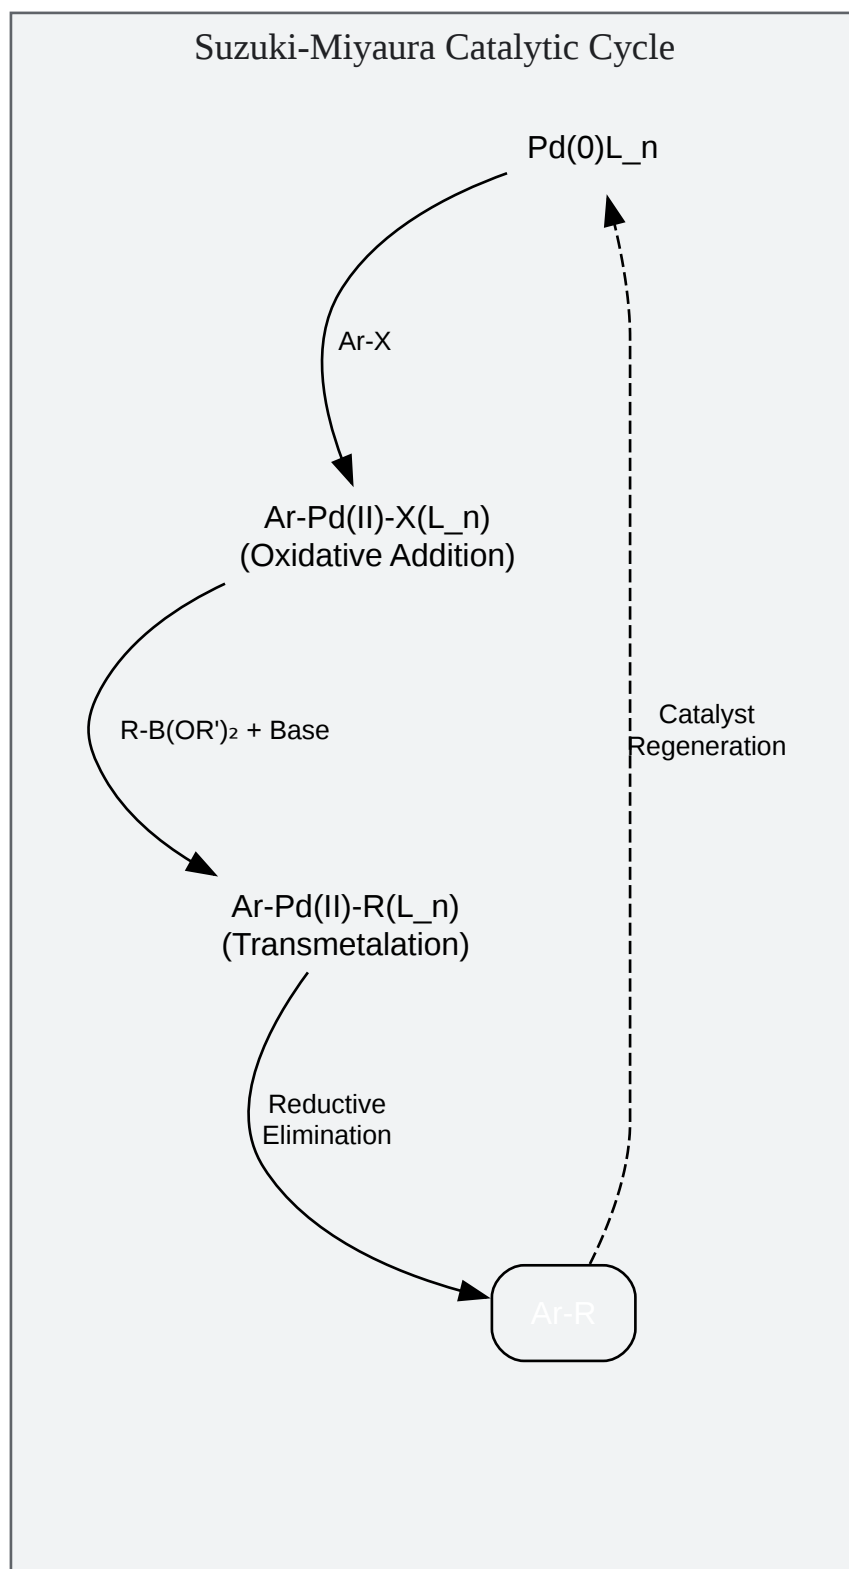 Suzuki-Miyaura Catalytic Cycle
Pd(0)L_n
Ar-X
Ar-Pd(II)-X(L_n)
(Oxidative Addition)
R-B(OR')₂ + Base
Catalyst
Regeneration
Ar-Pd(II)-R(L_n)
(Transmetalation)
Reductive
Elimination
Ar-R